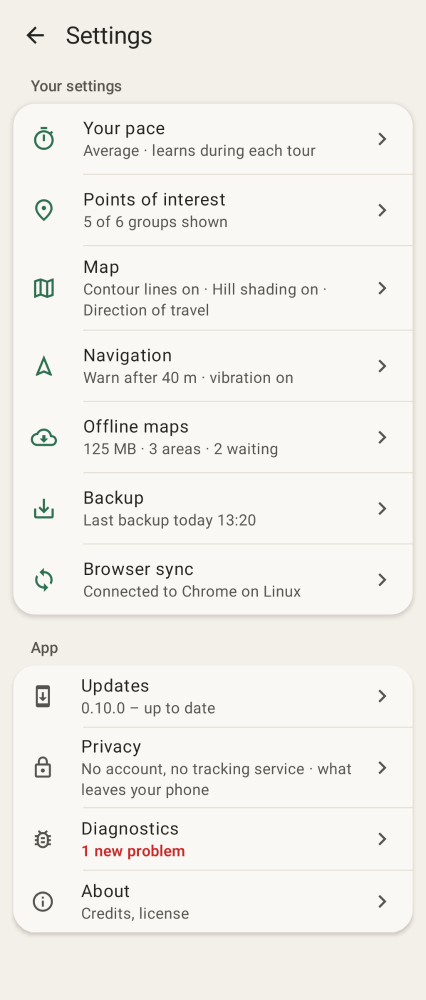 Settings
Your settings
Your pace
Average · learns during each tour
Points of interest
5 of 6 groups shown
Map
Contour lines on · Hill shading on ·
Direction of travel
Navigation
Warn after 40 m · vibration on
Offline maps
125 MB · 3 areas · 2 waiting
Backup
Last backup today 13:20
Browser sync
Connected to Chrome on Linux
App
Updates
0.10.0 – up to date
Privacy
No account, no tracking service · what
leaves your phone
Diagnostics
1 new problem
About
Credits, license